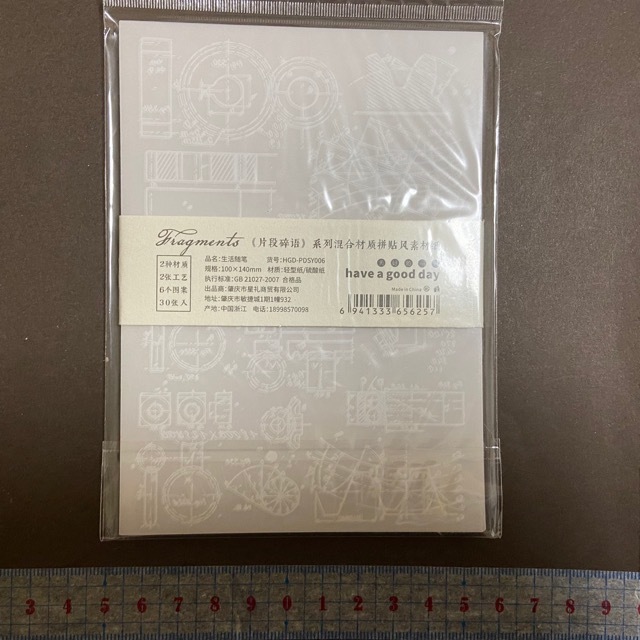 Fragments 《片段碎语》系列混合材质拼贴风素材
2种材质
2张工艺
6个图案
30张入
品名:生活随笔 货号:HGD-PDSY006
规格:100×140mm 材质:轻型纸/硫酸纸
执行标准:GB 21027-2007 合格品
出品商:肇庆市星礼商贸有限公司
地址:肇庆市敏捷城1期1幢932
产地:中国浙江 电话:18998570098
have a good day
Made in China
6 941333 656257
3 4 5 6 7 8 9 10 1 2 3 4 5 6 7 8 9